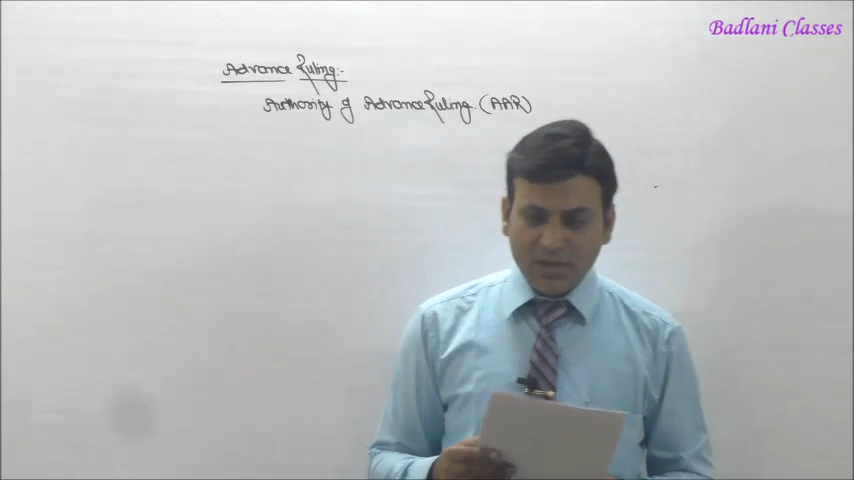 Badlani Classes
Advance Ruling:-
Authority of Advance Ruling. (AAR)